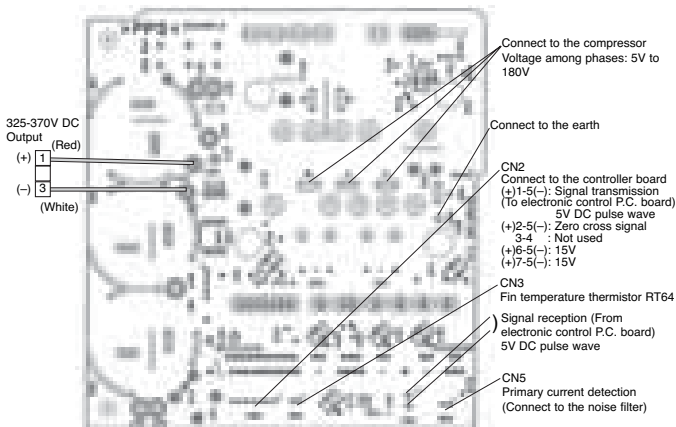 Connect to the compressor
Voltage among phases: 5V to
180V
325-370V DC
Output
(Red)
(+) 1
(–) 3
(White)
Connect to the earth
CN2
Connect to the controller board
(+)1-5(–): Signal transmission
(To electronic control P.C. board)
5V DC pulse wave
(+)2-5(–): Zero cross signal
3-4 : Not used
(+)6-5(–): 15V
(+)7-5(–): 15V
CN3
Fin temperature thermistor RT64
) Signal reception (From
electronic control P.C. board)
5V DC pulse wave
CN5
Primary current detection
(Connect to the noise filter)